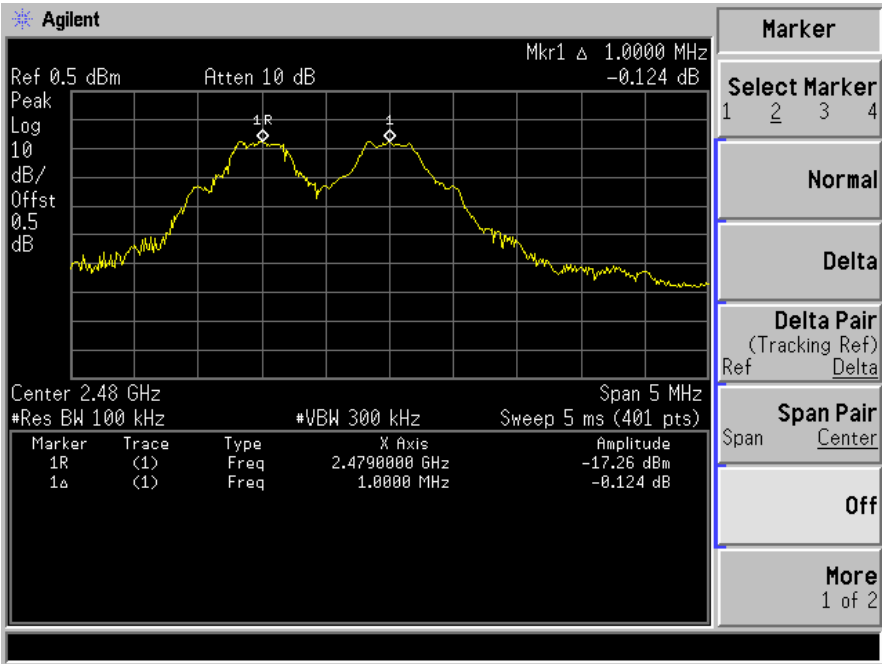 Agilent
Mkr1 Δ 1.0000 MHz
Ref 0.5 dBm Atten 10 dB -0.124 dB
Peak
Log
10
dB/
Offst
0.5
dB
1R
1
Center 2.48 GHz Span 5 MHz
#Res BW 100 kHz #VBW 300 kHz Sweep 5 ms (401 pts)
Marker Trace Type X Axis Amplitude
1R (1) Freq 2.4790000 GHz -17.26 dBm
1Δ (1) Freq 1.0000 MHz -0.124 dB
Marker
Select Marker
1 2 3 4
Normal
Delta
Delta Pair
(Tracking Ref)
Ref Delta
Span Pair
Span Center
Off
More
1 of 2